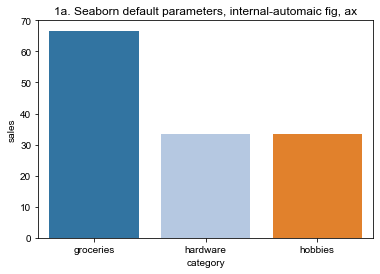 1a. Seaborn default parameters, internal-automaic fig, ax
70
60
50
40
30
20
10
0
sales
groceries hardware hobbies
category